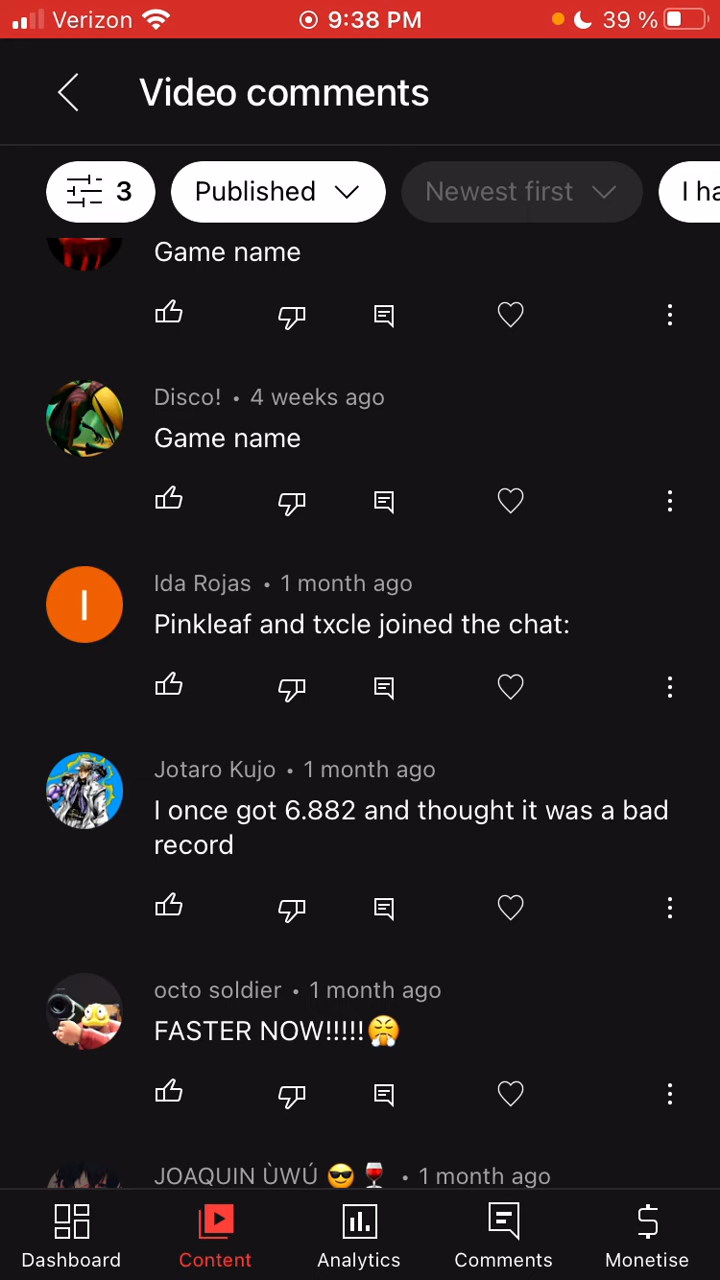 Verizon 9:38 PM 39 %
Video comments
3 Published Newest first I ha
Game name
Disco! • 4 weeks ago
Game name
I
Ida Rojas • 1 month ago
Pinkleaf and txcle joined the chat:
Jotaro Kujo • 1 month ago
I once got 6.882 and thought it was a bad
record
octo soldier • 1 month ago
FASTER NOW!!!!!😤
JOAQUIN ÙWÚ 😎🍷 • 1 month ago
Dashboard Content Analytics Comments Monetise